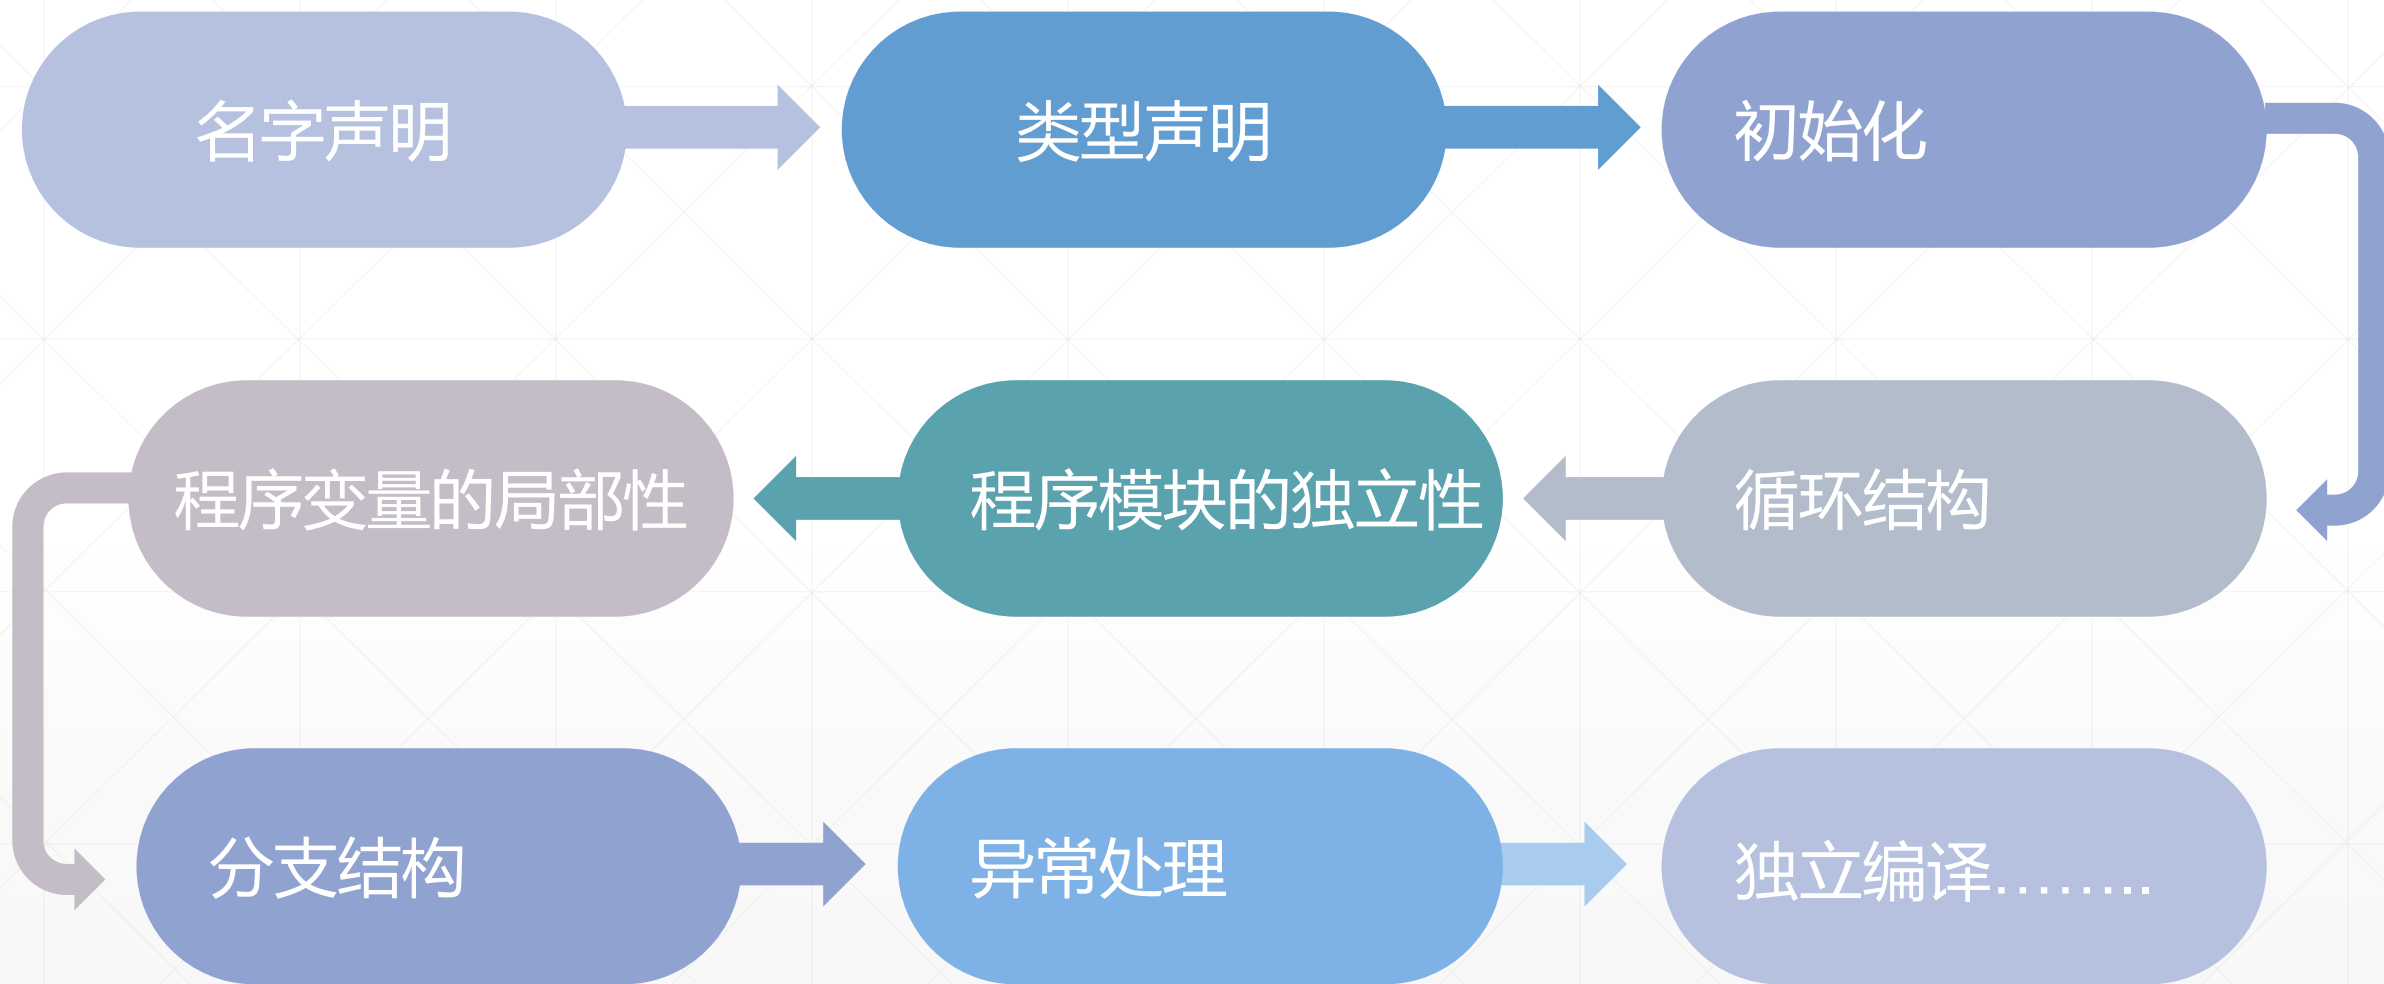 名字声明
类型声明
初始化
循环结构
程序模块的独立性
程序变量的局部性
分支结构
异常处理
独立编译……..